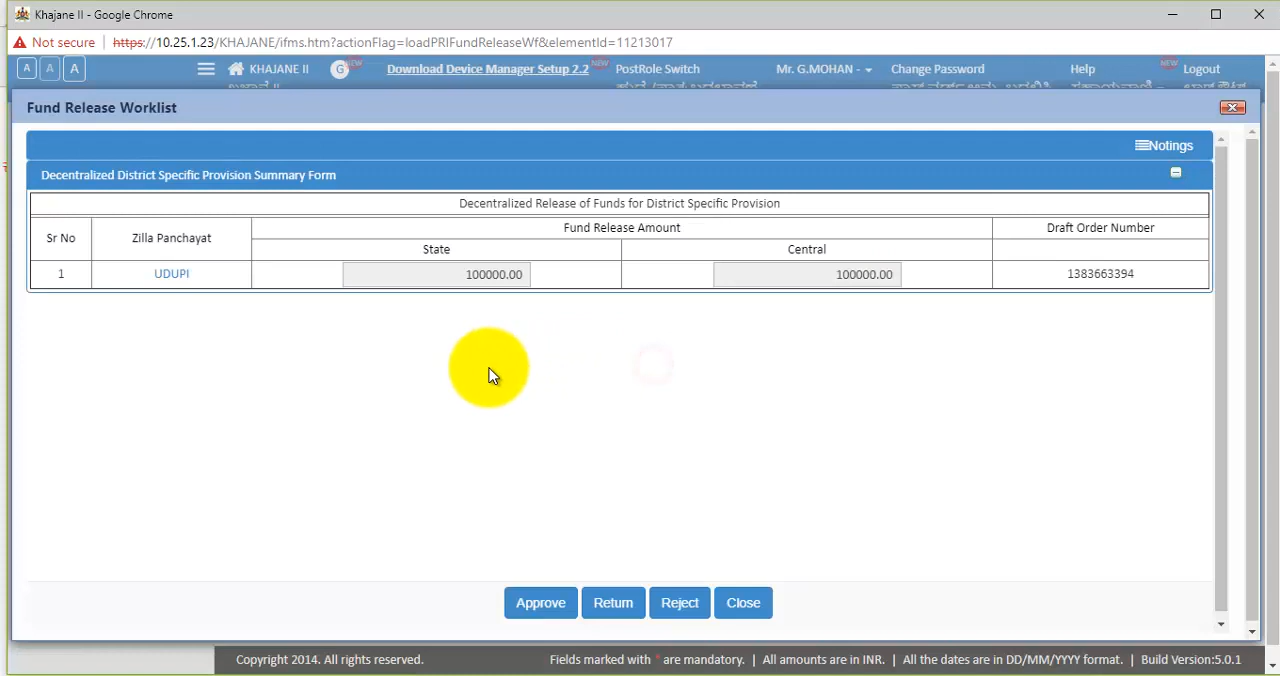 Khajane II - Google Chrome
Not secure | https://10.25.1.23/KHAJANE/ifms.htm?actionFlag=loadPRIFundReleaseWf&elementId=11213017
A A A KHAJANE II G NEW Download Device Manager Setup 2.2 NEW PostRole Switch Mr. G.MOHAN - Change Password Help NEW Logout
Fund Release Worklist
Notings
Decentralized District Specific Provision Summary Form
Decentralized Release of Funds for District Specific Provision
Sr No Zilla Panchayat Fund Release Amount Draft Order Number
State Central
1 UDUPI 100000.00 100000.00 1383663394
Approve Return Reject Close
Copyright 2014. All rights reserved. Fields marked with * are mandatory. | All amounts are in INR. | All the dates are in DD/MM/YYYY format. | Build Version:5.0.1